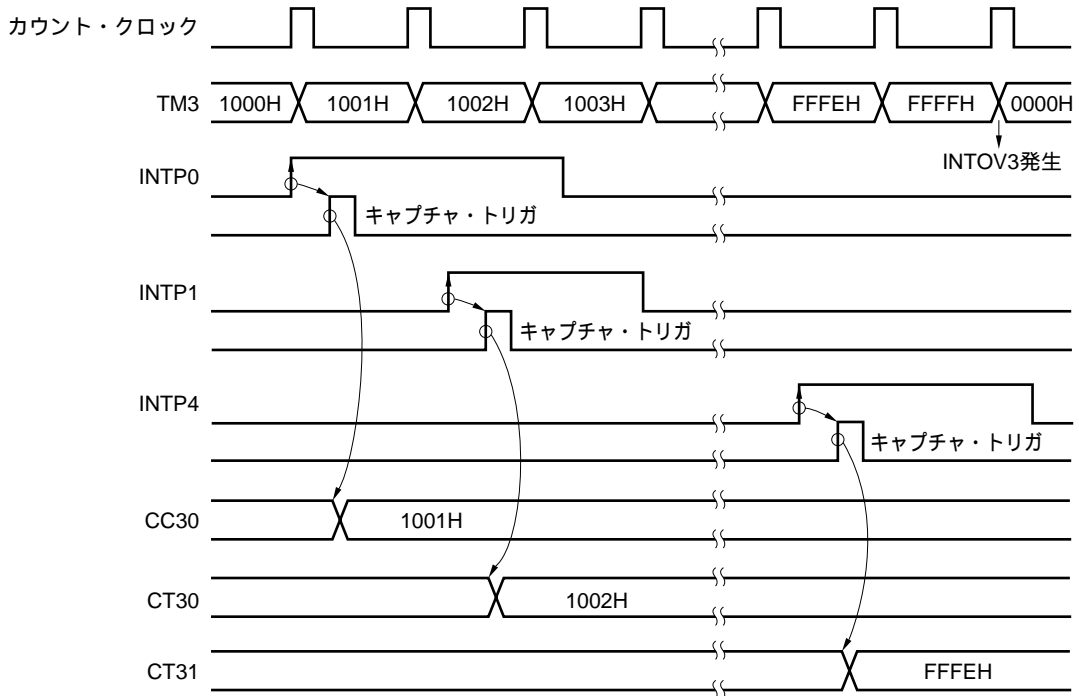 カウント・クロック
TM3 1000H 1001H 1002H 1003H FFFEH FFFFH 0000H
INTOV3発生
INTP0
キャプチャ・トリガ
INTP1
キャプチャ・トリガ
INTP4
キャプチャ・トリガ
CC30 1001H
CT30 1002H
CT31 FFFEH